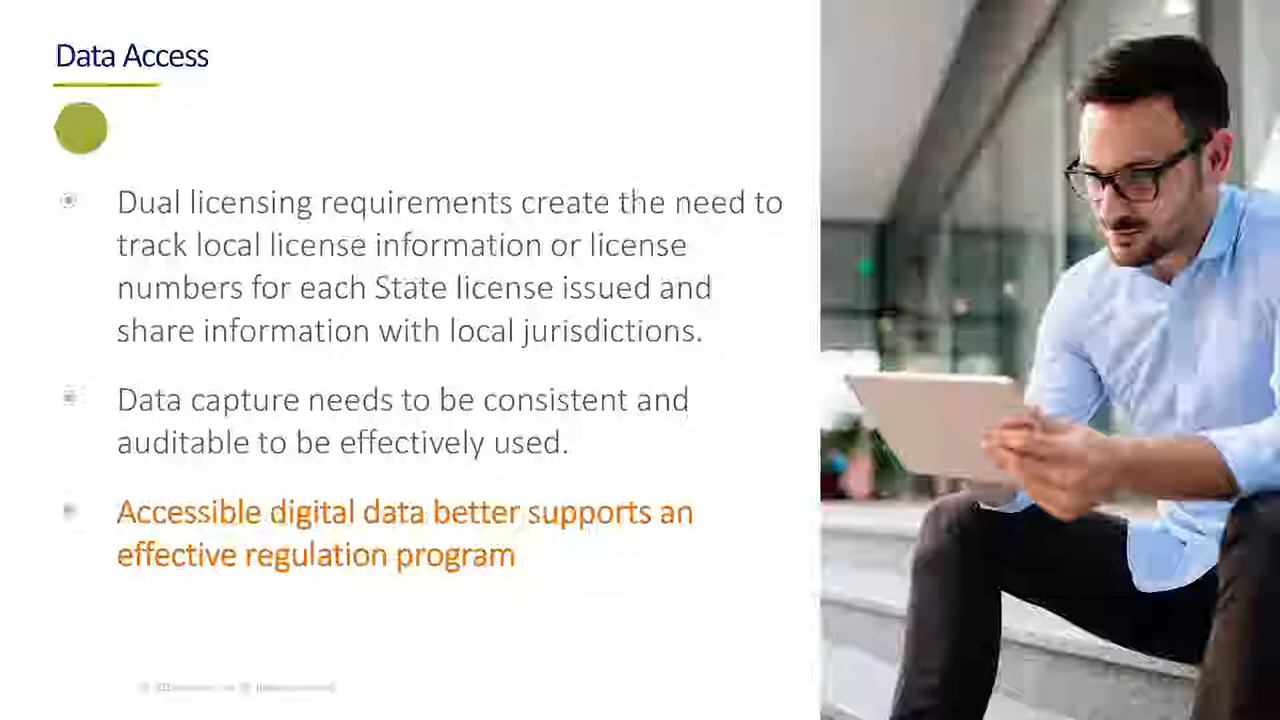 Data Access
Dual licensing requirements create the need to
track local license information or license
numbers for each State license issued and
share information with local jurisdictions.
Data capture needs to be consistent and
auditable to be effectively used.
Accessible digital data better supports an
effective regulation program